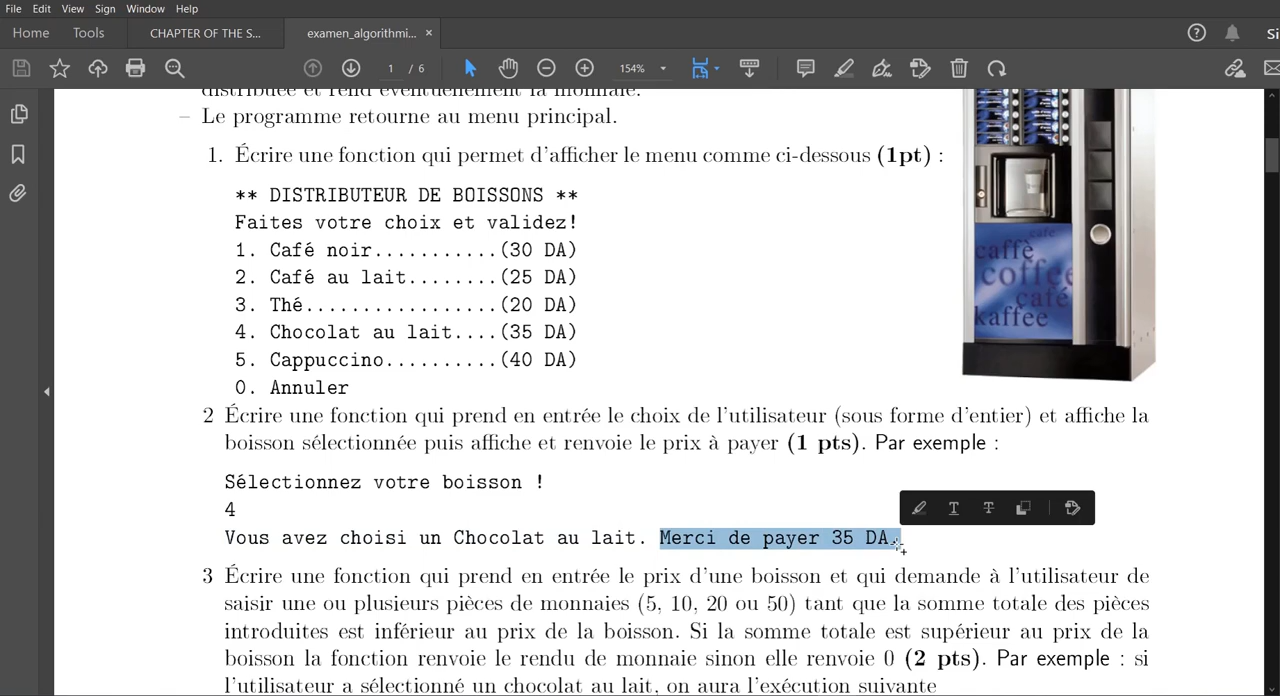 File Edit View Sign Window Help
Home Tools CHAPTER OF THE S... examen_algorithmi... × ? Si
1 / 6 154%
distribuée et rend éventuellement la monnaie.
– Le programme retourne au menu principal.
1. Écrire une fonction qui permet d'afficher le menu comme ci-dessous (1pt) :
** DISTRIBUTEUR DE BOISSONS **
Faites votre choix et validez!
1. Café noir...........(30 DA)
2. Café au lait........(25 DA)
3. Thé.................(20 DA)
4. Chocolat au lait....(35 DA)
5. Cappuccino..........(40 DA)
0. Annuler
caffè
coffee
café
kaffee
2 Écrire une fonction qui prend en entrée le choix de l'utilisateur (sous forme d'entier) et affiche la
boisson sélectionnée puis affiche et renvoie le prix à payer (1 pts). Par exemple :
Sélectionnez votre boisson !
4
Vous avez choisi un Chocolat au lait. Merci de payer 35 DA.
3 Écrire une fonction qui prend en entrée le prix d'une boisson et qui demande à l'utilisateur de
saisir une ou plusieurs pièces de monnaies (5, 10, 20 ou 50) tant que la somme totale des pièces
introduites est inférieur au prix de la boisson. Si la somme totale est supérieur au prix de la
boisson la fonction renvoie le rendu de monnaie sinon elle renvoie 0 (2 pts). Par exemple : si
l'utilisateur a sélectionné un chocolat au lait, on aura l'exécution suivante